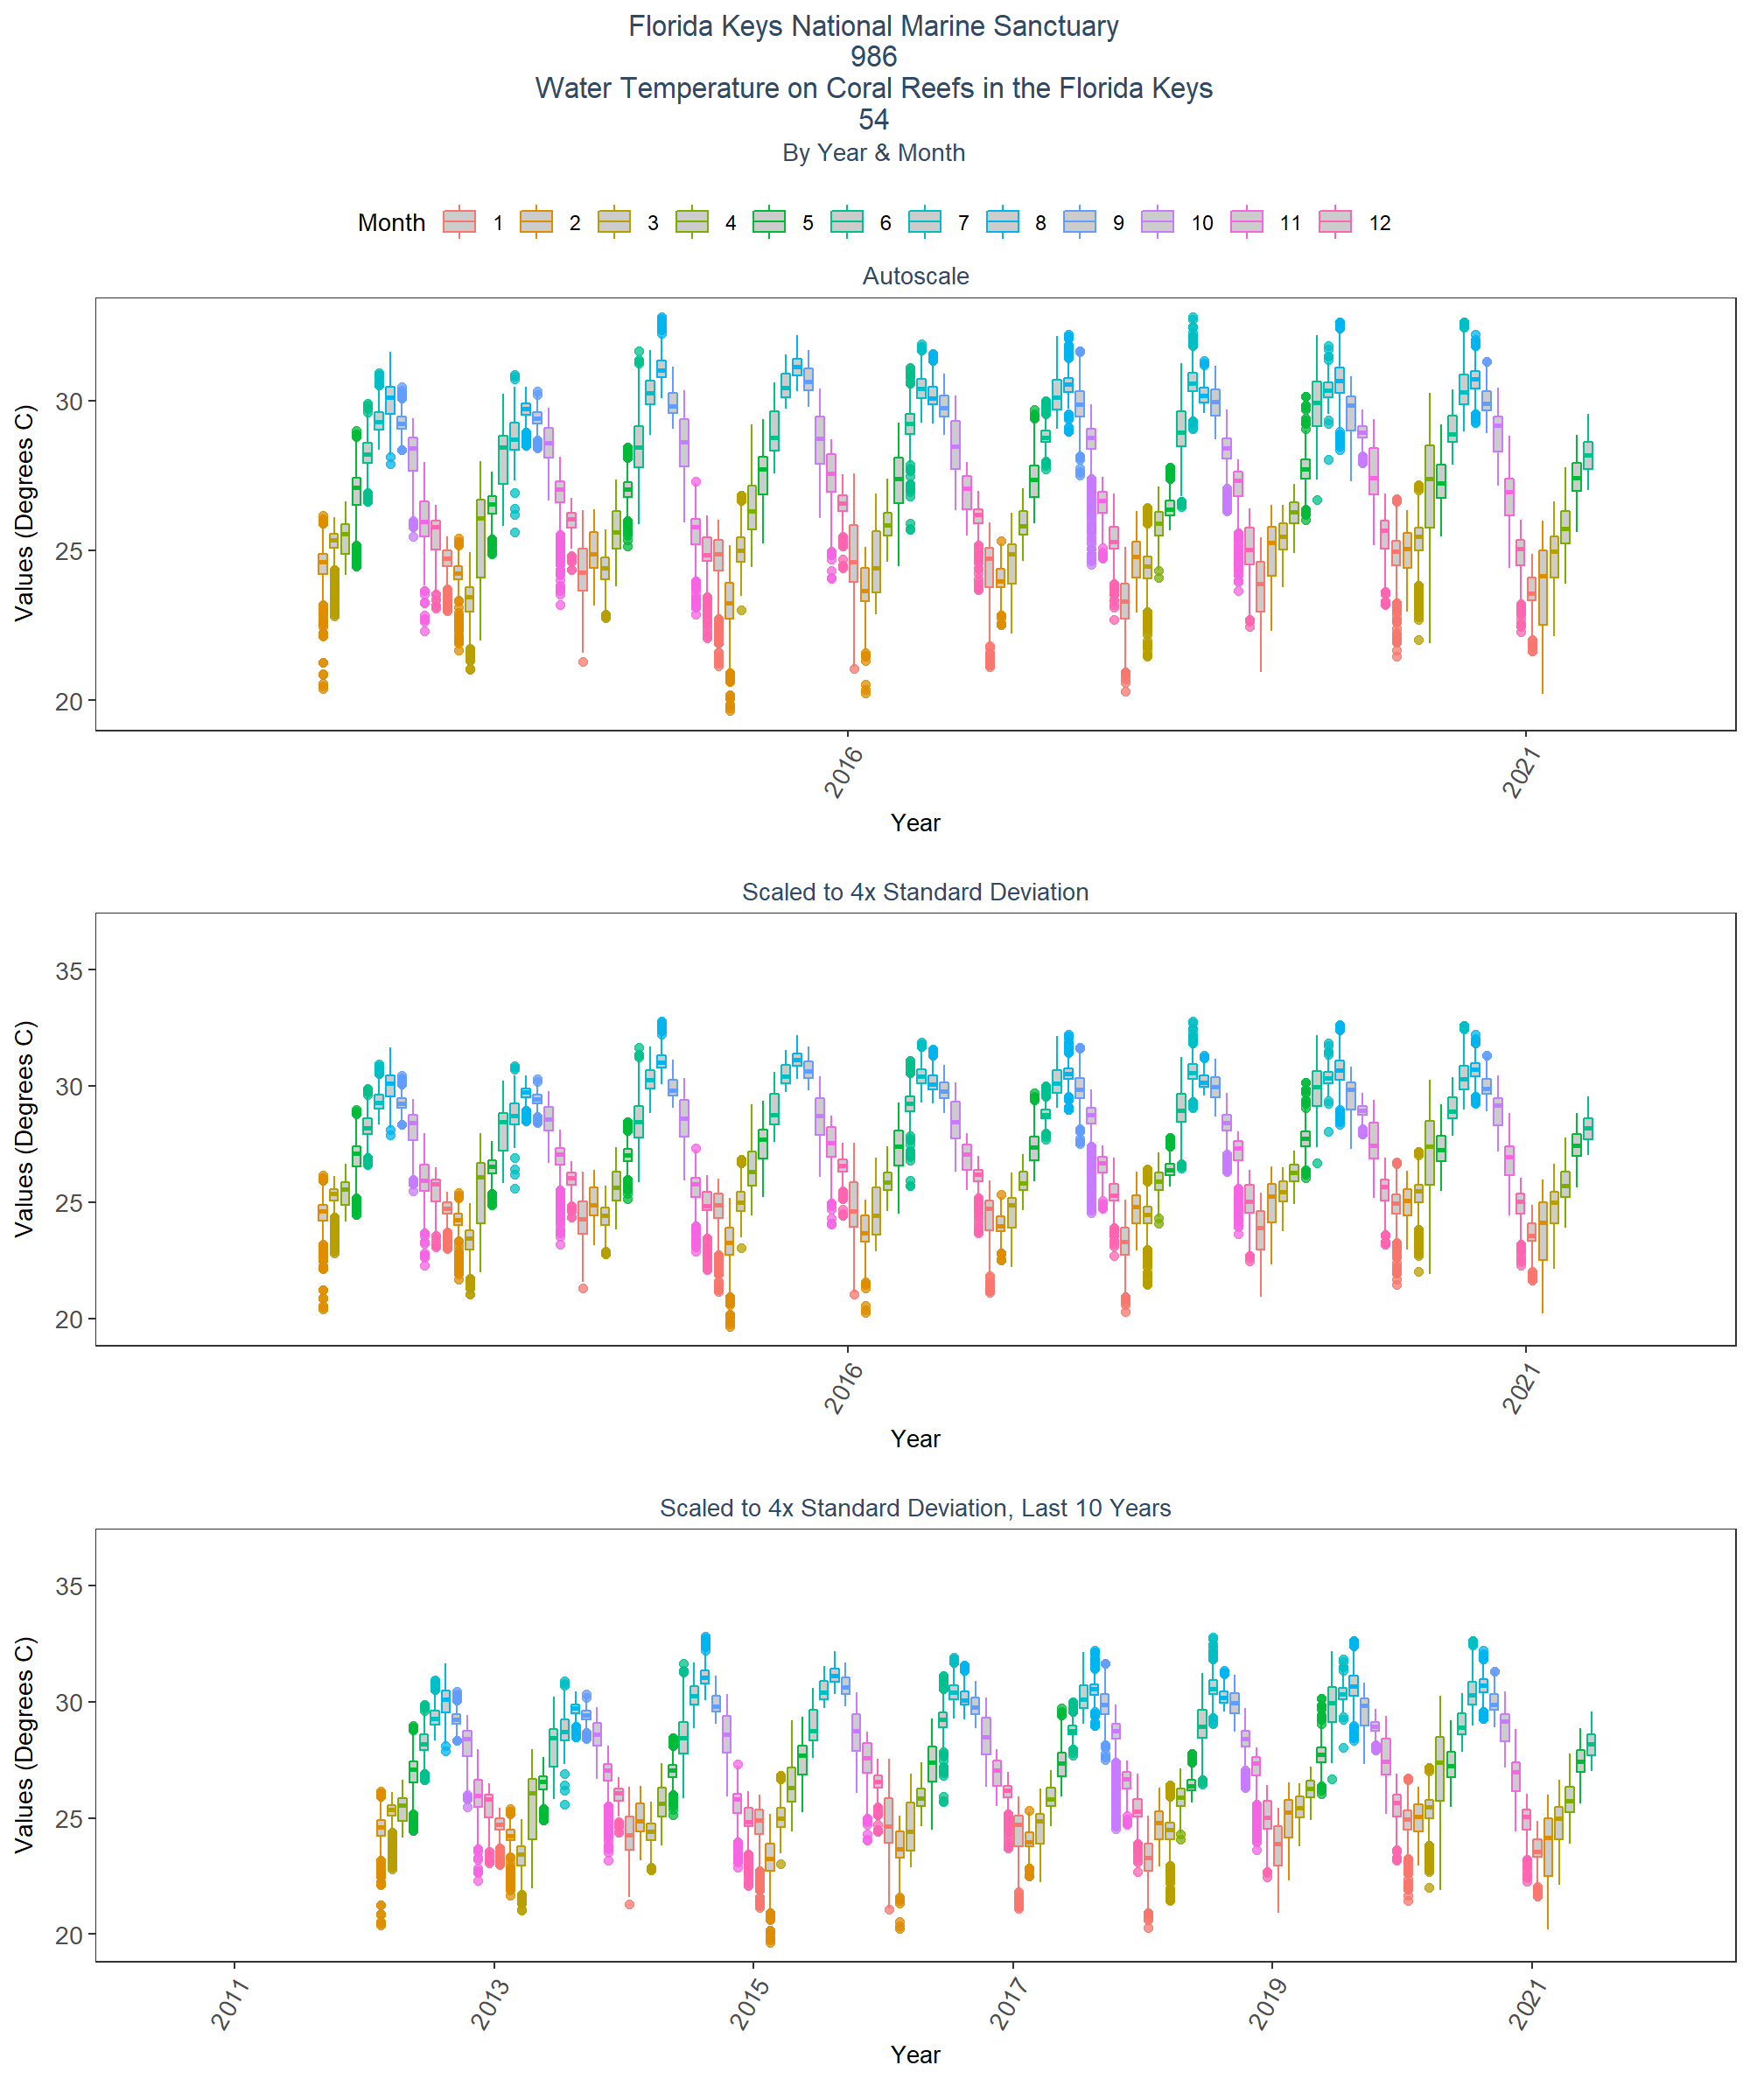 Florida Keys National Marine Sanctuary
986
Water Temperature on Coral Reefs in the Florida Keys
54
By Year & Month
Month 1 2 3 4 5 6 7 8 9 10 11 12
Autoscale
Values (Degrees C)
30
25
20
2016 2021
Year
Scaled to 4x Standard Deviation
Values (Degrees C)
35
30
25
20
2016 2021
Year
Scaled to 4x Standard Deviation, Last 10 Years
Values (Degrees C)
35
30
25
20
2011 2013 2015 2017 2019 2021
Year